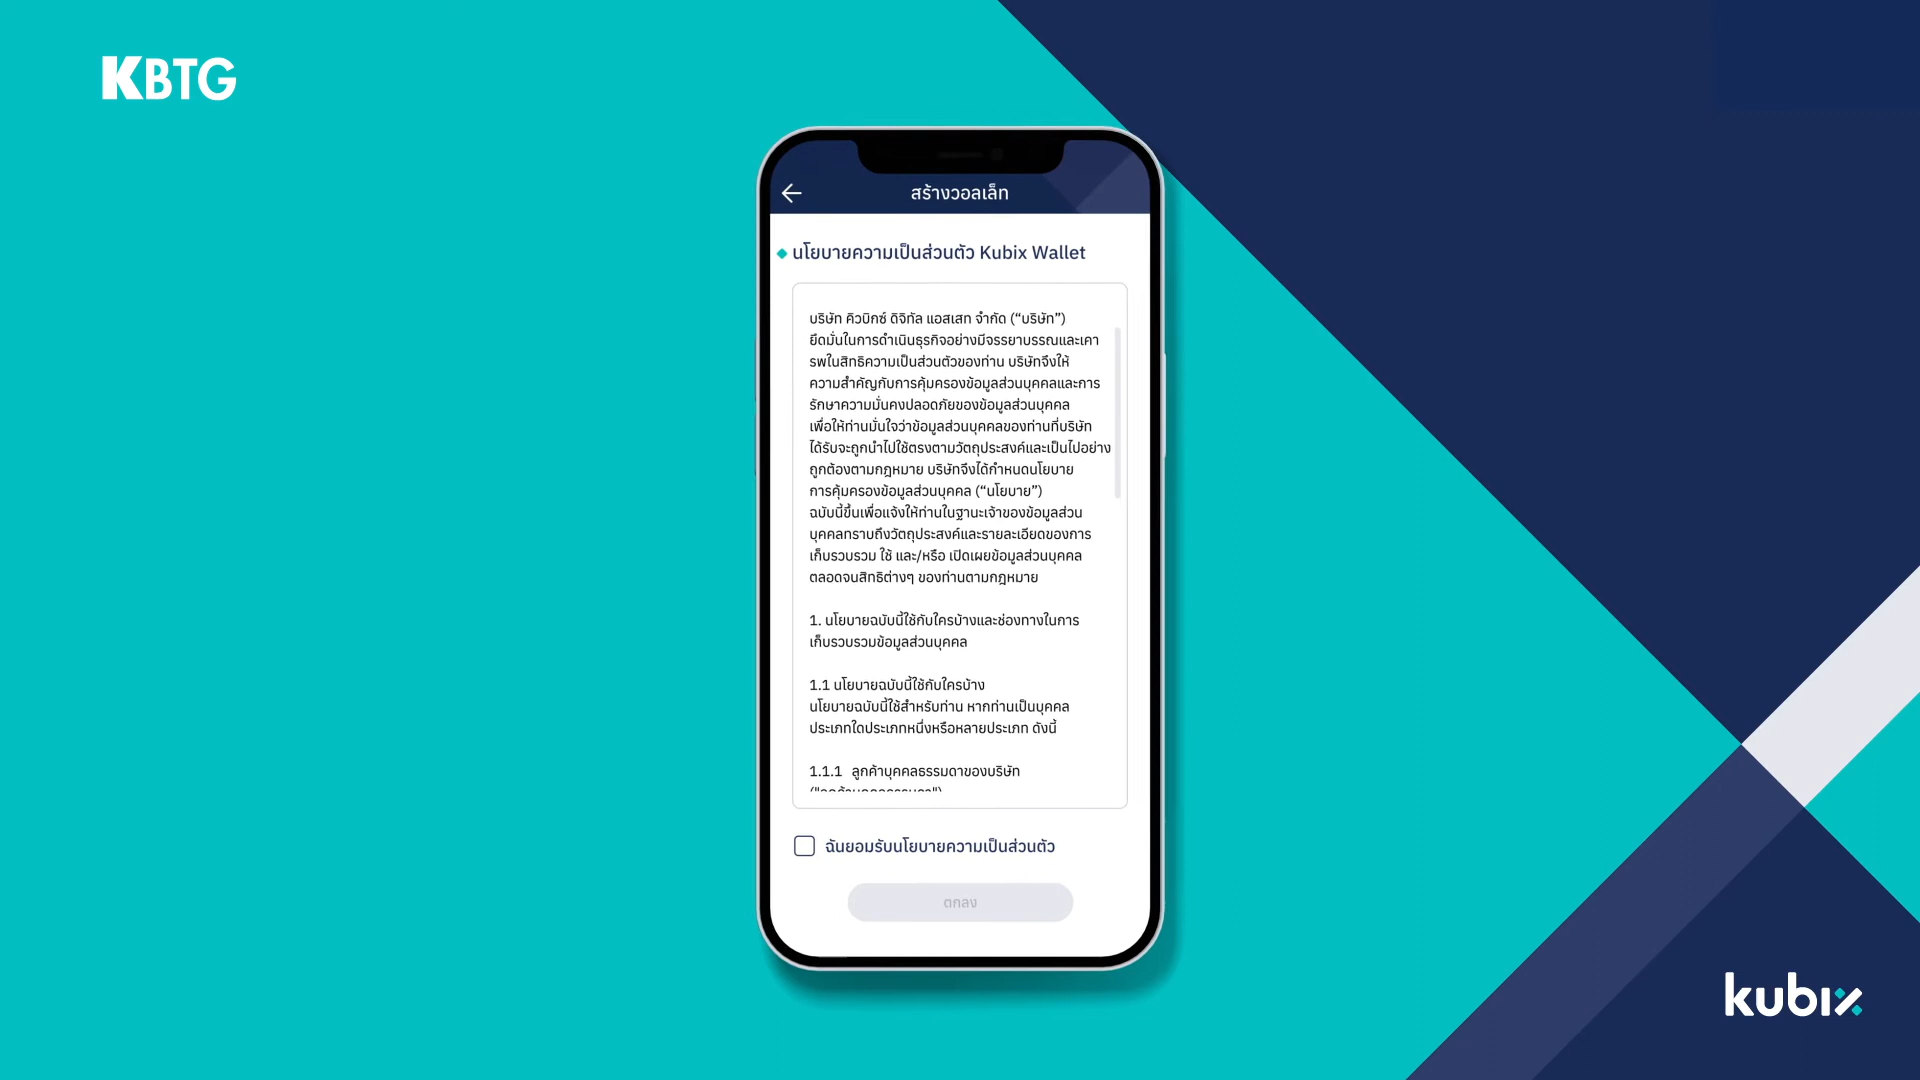 KBTG
สร้างวอลเล็ท
นโยบายความเป็นส่วนตัว Kubix Wallet
บริษัท คิวบิกซ์ ดิจิทัล แอสเสท จำกัด (“บริษัท”)
ยึดมั่นในการดำเนินธุรกิจอย่างมีจรรยาบรรณและเคา
รพในสิทธิความเป็นส่วนตัวของท่าน บริษัทจึงให้
ความสำคัญกับการคุ้มครองข้อมูลส่วนบุคคลและการ
รักษาความมั่นคงปลอดภัยของข้อมูลส่วนบุคคล
เพื่อให้ท่านมั่นใจว่าข้อมูลส่วนบุคคลของท่านที่บริษัท
ได้รับจะถูกนำไปใช้ตรงตามวัตถุประสงค์และเป็นไปอย่าง
ถูกต้องตามกฎหมาย บริษัทจึงได้กำหนดนโยบาย
การคุ้มครองข้อมูลส่วนบุคคล (“นโยบาย”)
ฉบับนี้ขึ้นเพื่อแจ้งให้ท่านในฐานะเจ้าของข้อมูลส่วน
บุคคลทราบถึงวัตถุประสงค์และรายละเอียดของการ
เก็บรวบรวม ใช้ และ/หรือ เปิดเผยข้อมูลส่วนบุคคล
ตลอดจนสิทธิต่างๆ ของท่านตามกฎหมาย
1. นโยบายฉบับนี้ใช้กับใครบ้างและช่องทางในการ
เก็บรวบรวมข้อมูลส่วนบุคคล
1.1 นโยบายฉบับนี้ใช้กับใครบ้าง
นโยบายฉบับนี้ใช้สำหรับท่าน หากท่านเป็นบุคคล
ประเภทใดประเภทหนึ่งหรือหลายประเภท ดังนี้
1.1.1 ลูกค้าบุคคลธรรมดาของบริษัท
ฉันยอมรับนโยบายความเป็นส่วนตัว
ตกลง
kubix